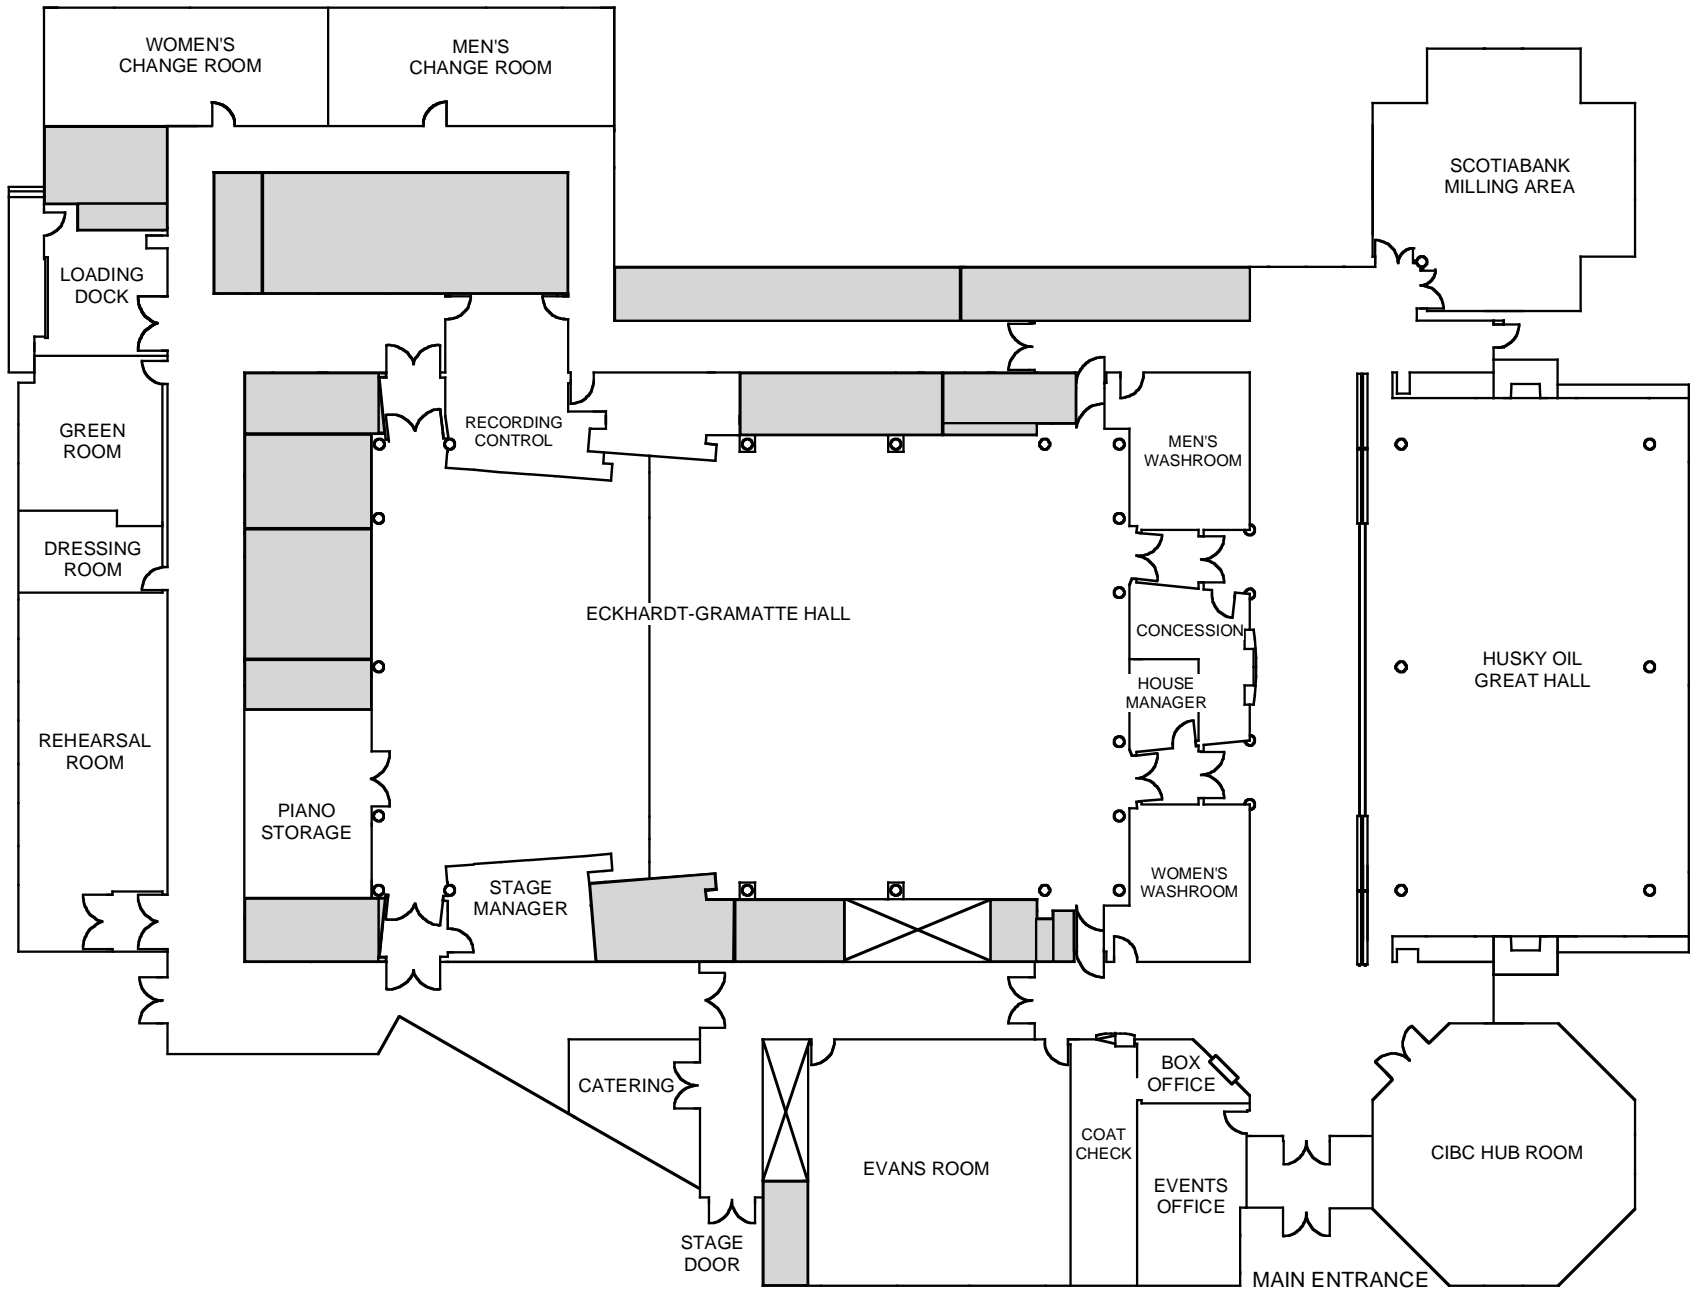 WOMEN'S
CHANGE ROOM
MEN'S
CHANGE ROOM
SCOTIABANK
MILLING AREA
LOADING
DOCK
GREEN
ROOM
RECORDING
CONTROL
MEN'S
WASHROOM
DRESSING
ROOM
ECKHARDT-GRAMATTE HALL
CONCESSION
HOUSE
MANAGER
HUSKY OIL
GREAT HALL
REHEARSAL
ROOM
PIANO
STORAGE
STAGE
MANAGER
WOMEN'S
WASHROOM
CATERING
BOX
OFFICE
COAT
CHECK
EVANS ROOM
EVENTS
OFFICE
CIBC HUB ROOM
STAGE
DOOR
MAIN ENTRANCE